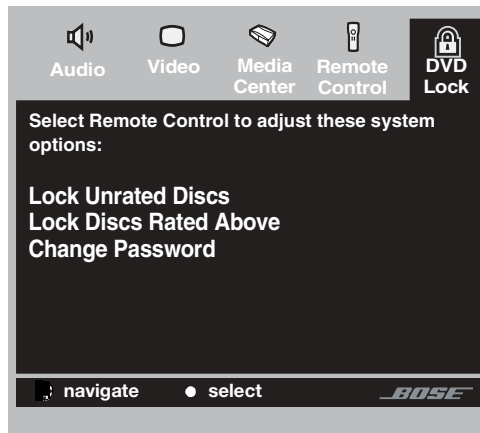 Audio
Video
Media
Center
Remote
Control
DVD
Lock
Select Remote Control to adjust these system
options:
Lock Unrated Discs
Lock Discs Rated Above
Change Password
navigate
select
BOSE